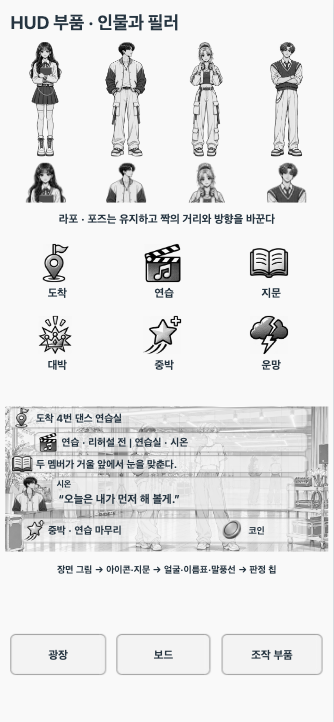 HUD 부품 · 인물과 필러
라포 · 포즈는 유지하고 짝의 거리와 방향을 바꾼다
도착
연습
지문
대박
중박
운망
도착 4번 댄스 연습실
연습 · 리허설 전 | 연습실 · 시온
두 멤버가 거울 앞에서 눈을 맞춘다.
시온
“오늘은 내가 먼저 해 볼게.”
중박 · 연습 마무리
코인
장면 그림 → 아이콘·지문 → 얼굴·이름표·말풍선 → 판정 칩
광장
보드
조작 부품